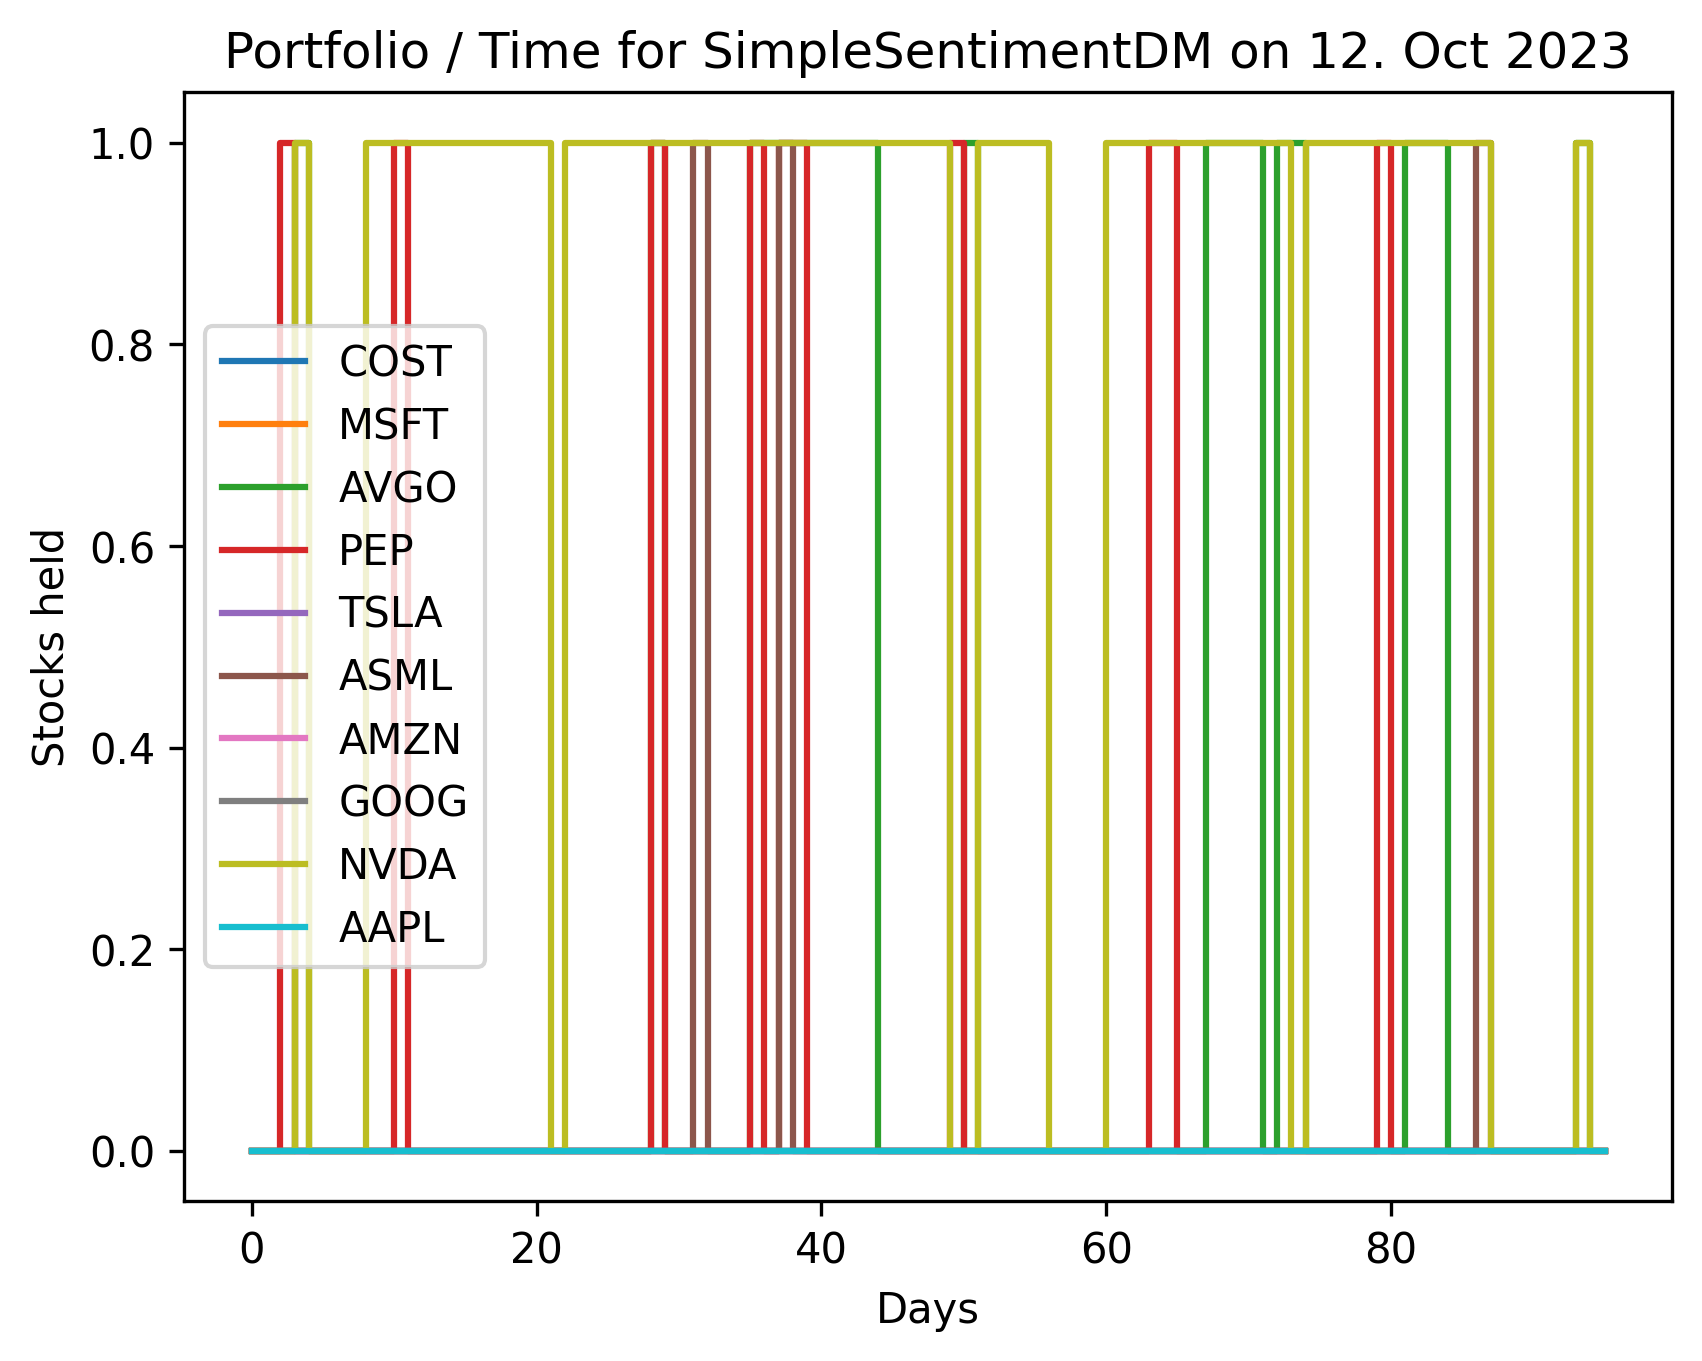 Portfolio / Time for SimpleSentimentDM on 12. Oct 2023
1.0
0.8
0.6
0.4
0.2
0.0
Stocks held
COST
MSFT
AVGO
PEP
TSLA
ASML
AMZN
GOOG
NVDA
AAPL
0 20 40 60 80
Days